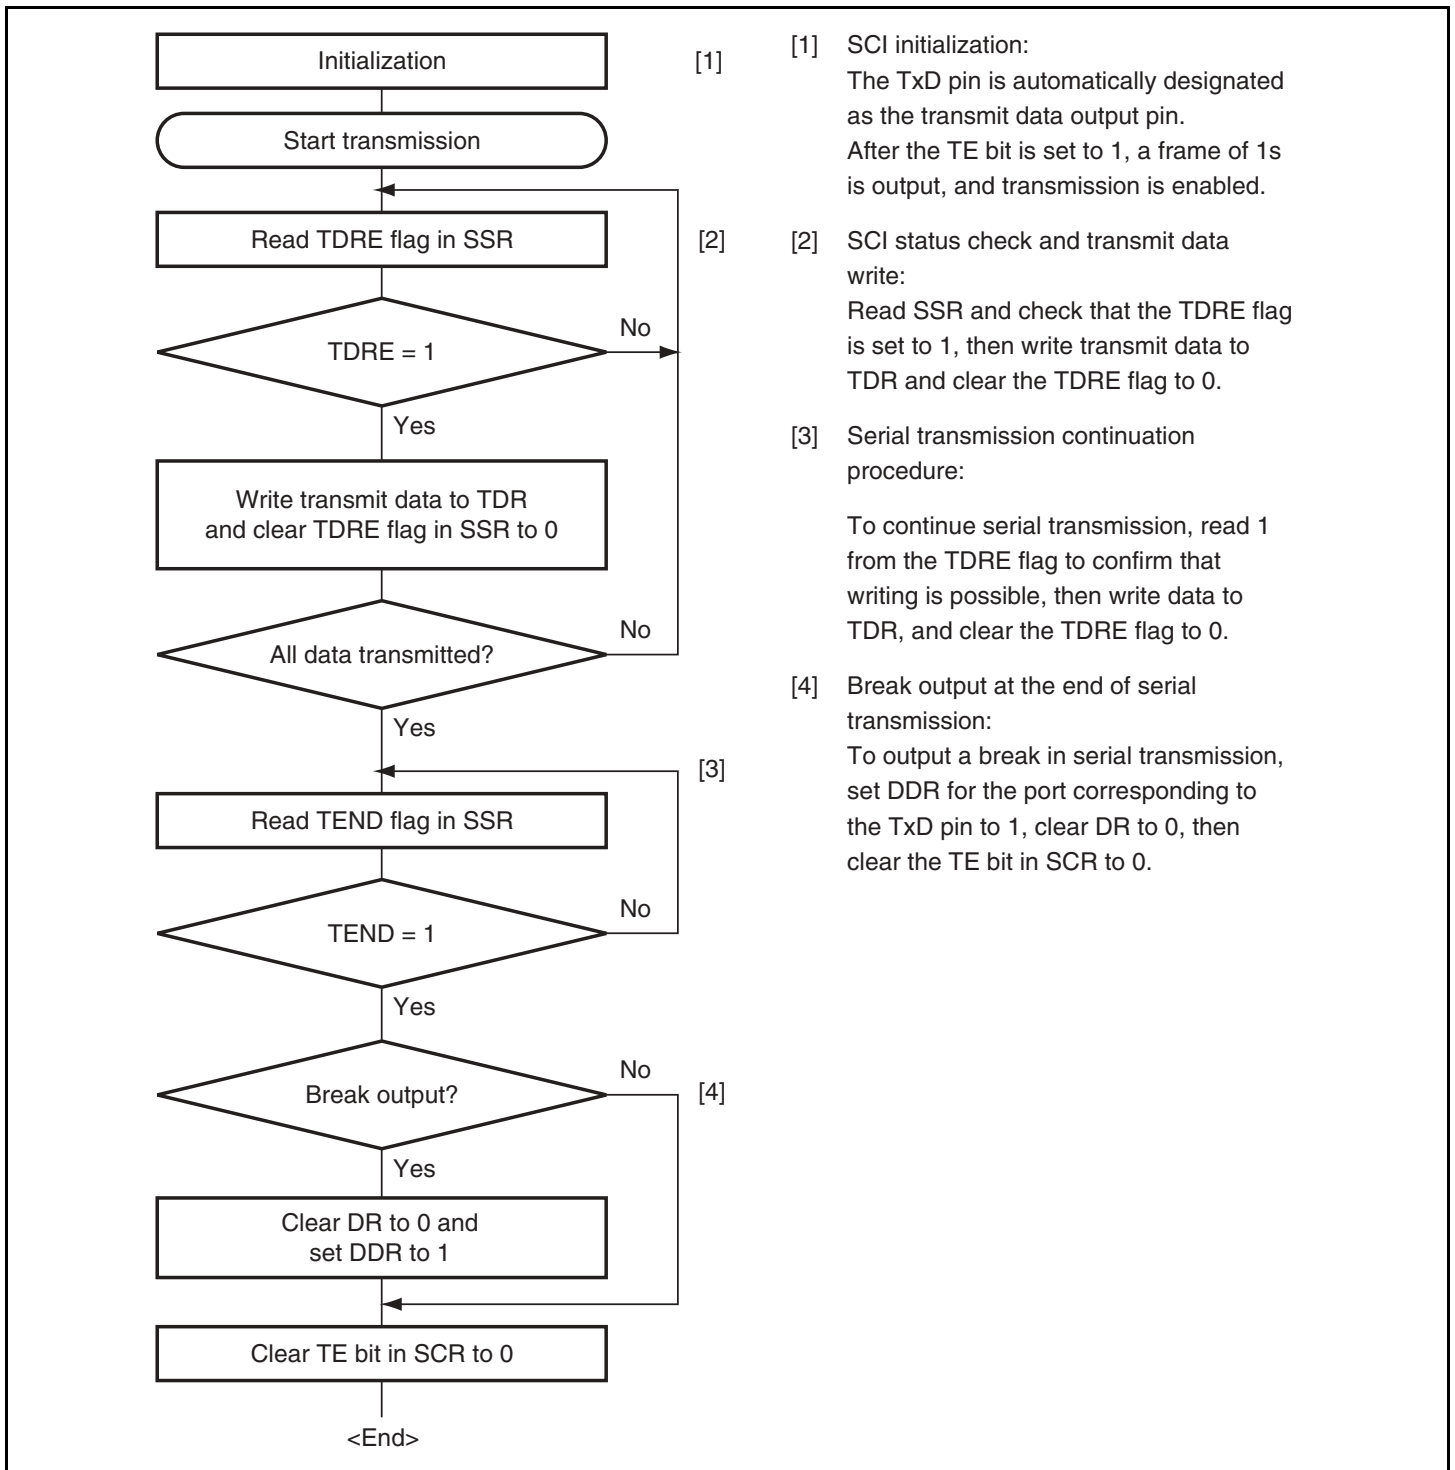 Initialization
[1]
Start transmission
Read TDRE flag in SSR
[2]
TDRE = 1
No
Yes
Write transmit data to TDR
and clear TDRE flag in SSR to 0
All data transmitted?
No
Yes
[3]
Read TEND flag in SSR
TEND = 1
No
Yes
Break output?
No
[4]
Yes
Clear DR to 0 and
set DDR to 1
Clear TE bit in SCR to 0
<End>
[1] SCI initialization:
The TxD pin is automatically designated
as the transmit data output pin.
After the TE bit is set to 1, a frame of 1s
is output, and transmission is enabled.
[2] SCI status check and transmit data
write:
Read SSR and check that the TDRE flag
is set to 1, then write transmit data to
TDR and clear the TDRE flag to 0.
[3] Serial transmission continuation
procedure:
To continue serial transmission, read 1
from the TDRE flag to confirm that
writing is possible, then write data to
TDR, and clear the TDRE flag to 0.
[4] Break output at the end of serial
transmission:
To output a break in serial transmission,
set DDR for the port corresponding to
the TxD pin to 1, clear DR to 0, then
clear the TE bit in SCR to 0.